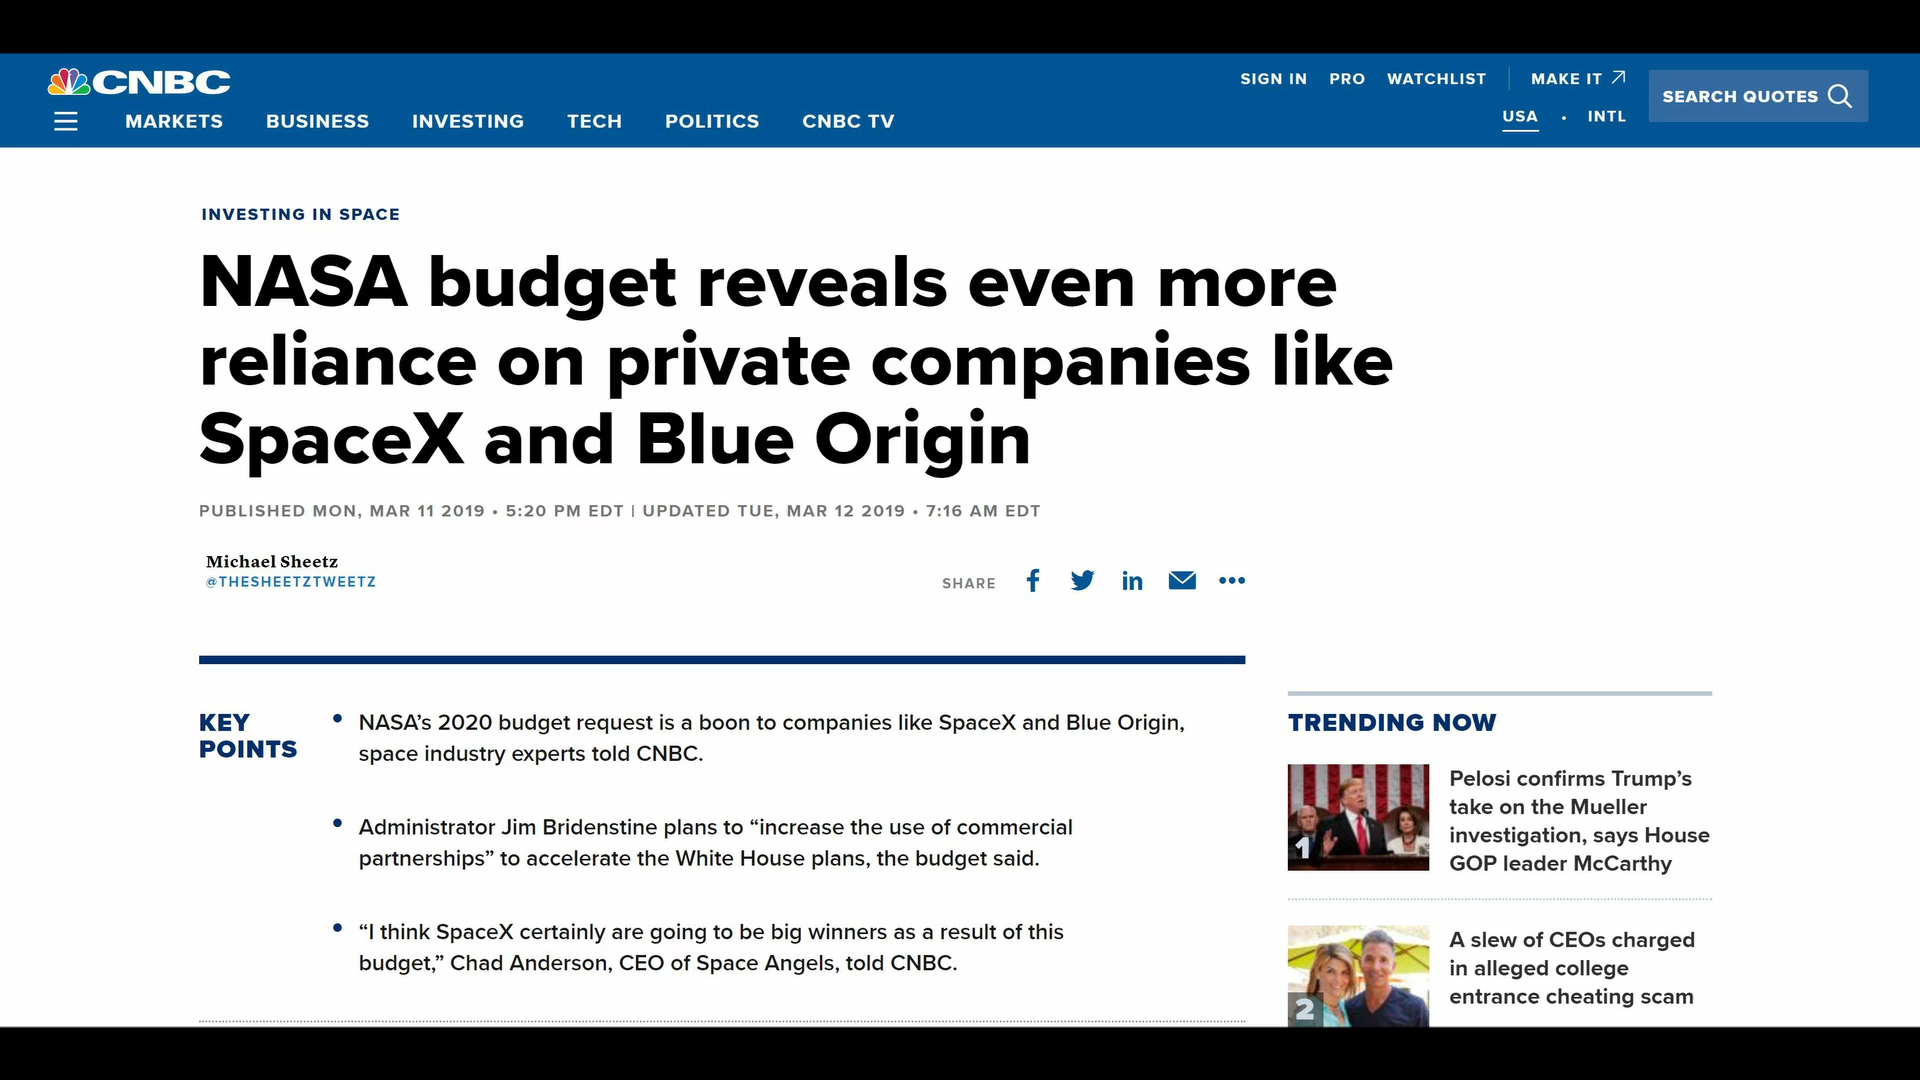 CNBC
SIGN IN PRO WATCHLIST MAKE IT
SEARCH QUOTES
USA • INTL
MARKETS BUSINESS INVESTING TECH POLITICS CNBC TV
INVESTING IN SPACE
NASA budget reveals even more
reliance on private companies like
SpaceX and Blue Origin
PUBLISHED MON, MAR 11 2019 • 5:20 PM EDT | UPDATED TUE, MAR 12 2019 • 7:16 AM EDT
Michael Sheetz
@THESHEETZTWEETZ
SHARE
KEY
POINTS
• NASA’s 2020 budget request is a boon to companies like SpaceX and Blue Origin,
space industry experts told CNBC.
• Administrator Jim Bridenstine plans to “increase the use of commercial
partnerships” to accelerate the White House plans, the budget said.
• “I think SpaceX certainly are going to be big winners as a result of this
budget,” Chad Anderson, CEO of Space Angels, told CNBC.
TRENDING NOW
1
Pelosi confirms Trump’s
take on the Mueller
investigation, says House
GOP leader McCarthy
2
A slew of CEOs charged
in alleged college
entrance cheating scam